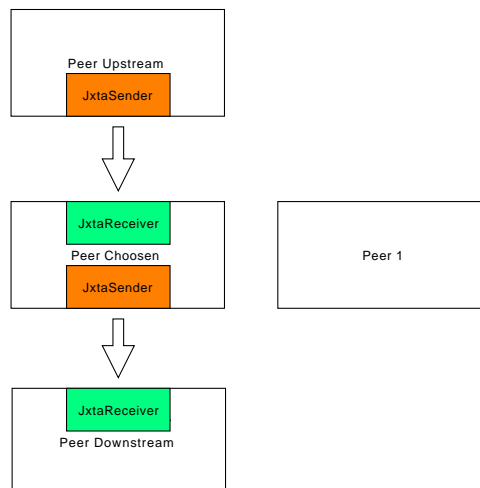 Peer Upstream
JxtaSender
JxtaReceiver
Peer Choosen
Peer 1
JxtaSender
JxtaReceiver
Peer Downstream